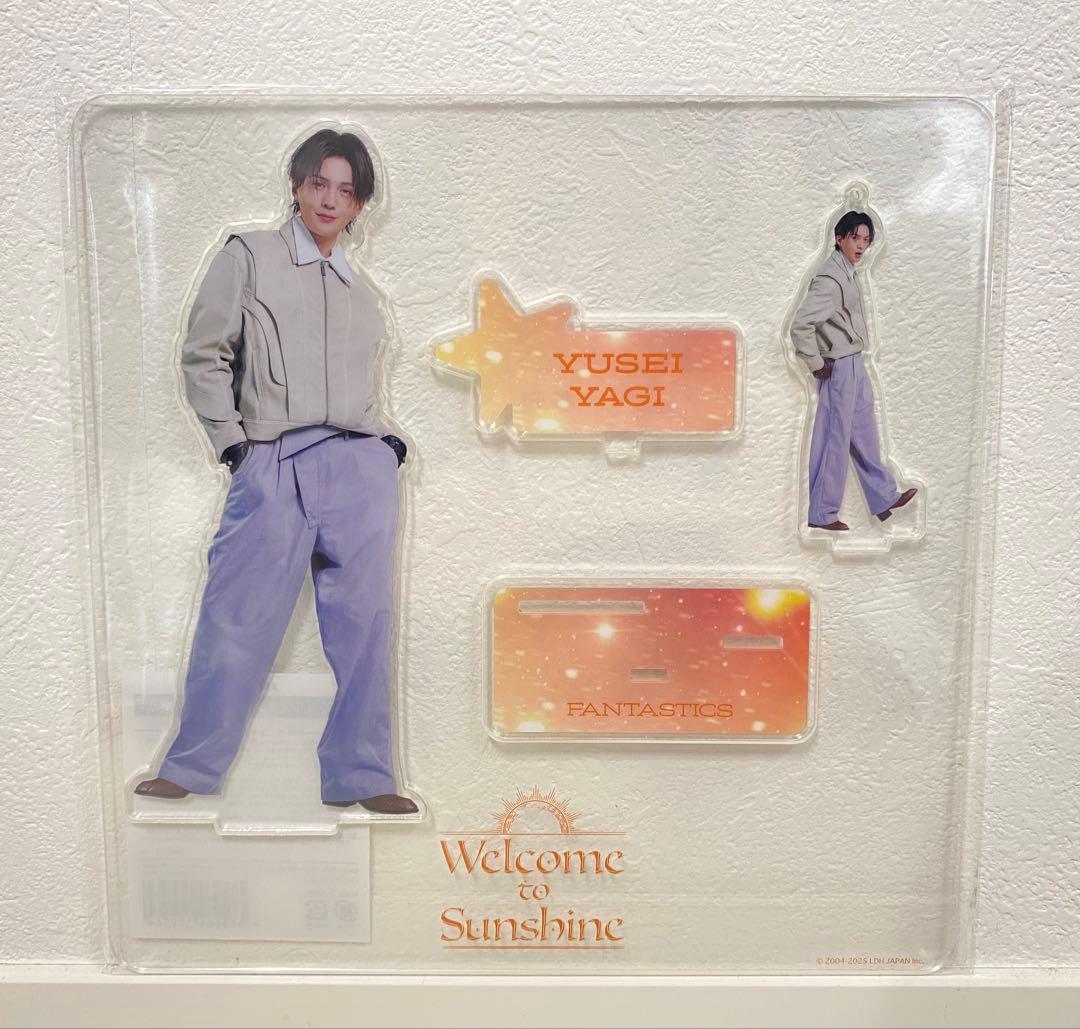 YUSEI
YAGI
FANTASTICS
Welcome
to
Sunshine
© 2004-2025 LDH JAPAN Inc.